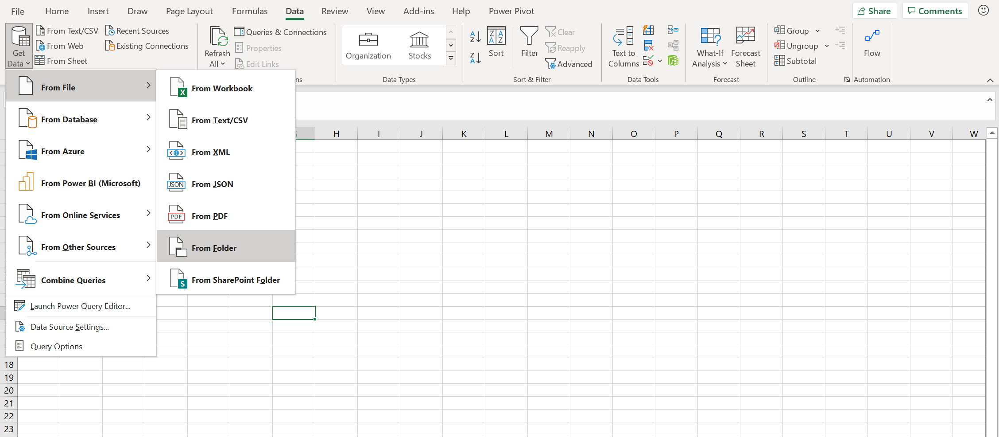 File Home Insert Draw Page Layout Formulas Data Review View Add-ins Help Power Pivot Share Comments
Get Data
From Text/CSV
From Web
From Sheet
Recent Sources
Existing Connections
Refresh All
Queries & Connections
Properties
Edit Links
ns
Organization
Stocks
Data Types
A Z
Z A
Z A A Z
Sort
Filter
Clear
Reapply
Advanced
Sort & Filter
Text to Columns
Data Tools
What-If Analysis
Forecast Sheet
Forecast
Group
Ungroup
Subtotal
Outline
Flow
Automation
From File
From Database
From Azure
From Power BI (Microsoft)
From Online Services
From Other Sources
Combine Queries
Launch Power Query Editor...
Data Source Settings...
Query Options
X From Workbook
From Text/CSV
From XML
JSON From JSON
PDF From PDF
From Folder
S From SharePoint Folder
H I J K L M N O P Q R S T U V W
18
19
20
21
22
23